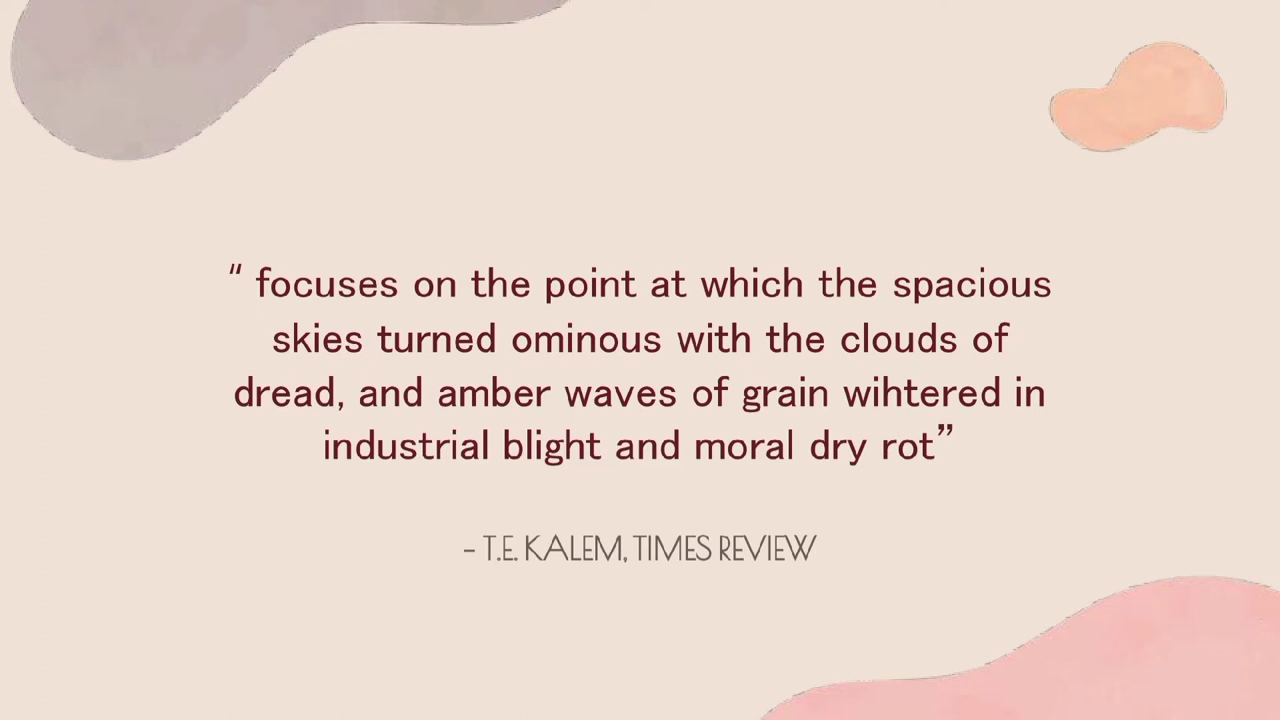 “ focuses on the point at which the spacious
skies turned ominous with the clouds of
dread, and amber waves of grain wihtered in
industrial blight and moral dry rot”
– T.E. KALEM, TIMES REVIEW